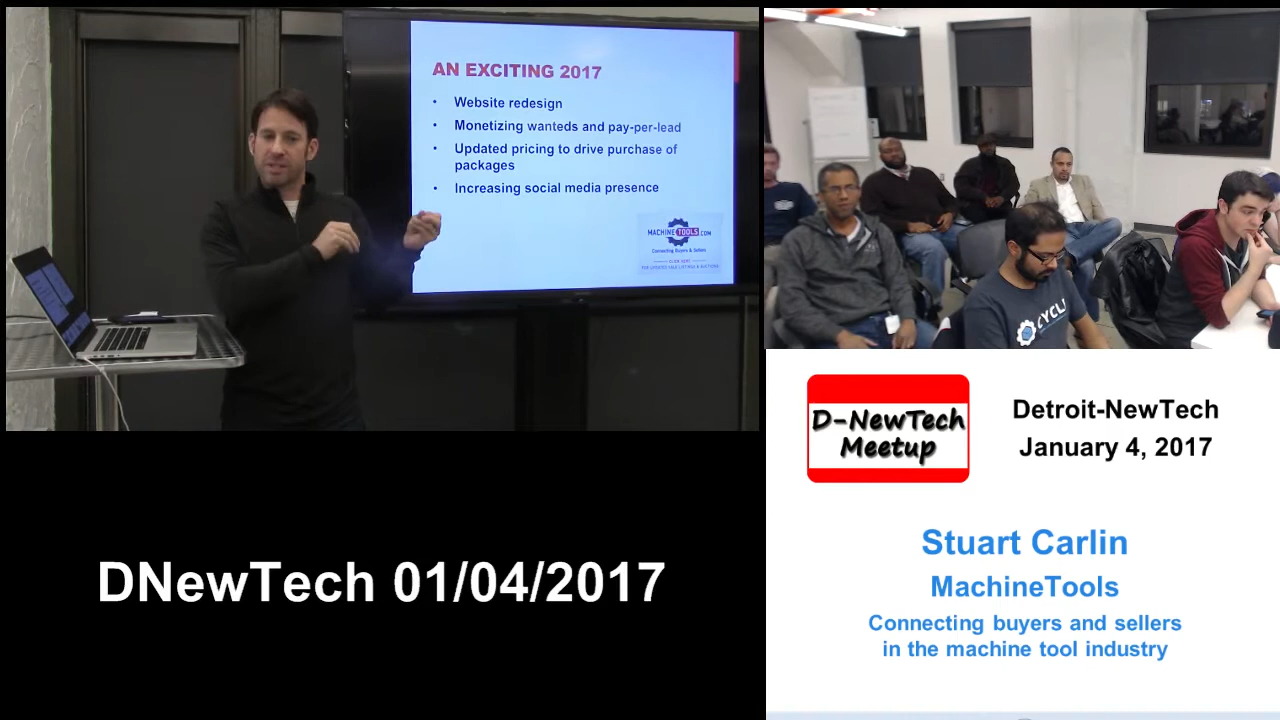 AN EXCITING 2017
• Website redesign
• Monetizing wanteds and pay-per-lead
• Updated pricing to drive purchase of
packages
• Increasing social media presence
MACHINETOOLS.COM
Connecting Buyers & Sellers
CYCL
D-NewTech
Meetup
Detroit-NewTech
January 4, 2017
DNewTech 01/04/2017
Stuart Carlin
MachineTools
Connecting buyers and sellers
in the machine tool industry